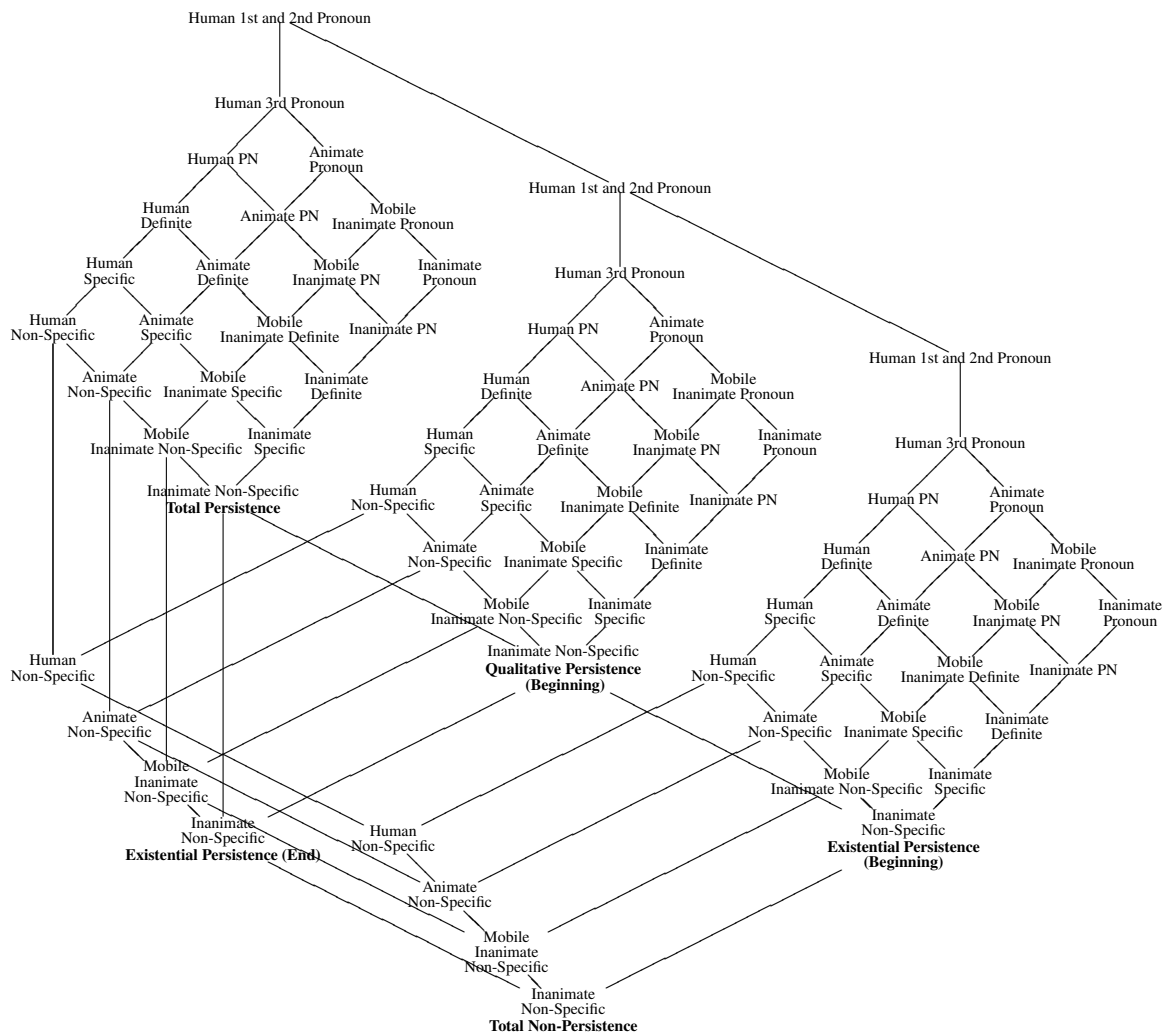 Human 1st and 2nd Pronoun
Human 3rd Pronoun
Human PN
Animate
Pronoun
Human
Definite
Animate PN
Mobile
Inanimate Pronoun
Human
Specific
Animate
Definite
Mobile
Inanimate PN
Inanimate
Pronoun
Human
Non-Specific
Animate
Specific
Mobile
Inanimate Definite
Inanimate PN
Animate
Non-Specific
Mobile
Inanimate Specific
Inanimate
Definite
Mobile
Inanimate Non-Specific
Inanimate
Specific
Inanimate Non-Specific
Total Persistence
Human 1st and 2nd Pronoun
Human 3rd Pronoun
Human PN
Animate
Pronoun
Human
Definite
Animate PN
Mobile
Inanimate Pronoun
Human
Specific
Animate
Definite
Mobile
Inanimate PN
Inanimate
Pronoun
Human
Non-Specific
Animate
Specific
Mobile
Inanimate Definite
Inanimate PN
Animate
Non-Specific
Mobile
Inanimate Specific
Inanimate
Definite
Mobile
Inanimate Non-Specific
Inanimate
Specific
Inanimate Non-Specific
Qualitative Persistence
(Beginning)
Human 1st and 2nd Pronoun
Human 3rd Pronoun
Human PN
Animate
Pronoun
Human
Definite
Animate PN
Mobile
Inanimate Pronoun
Human
Specific
Animate
Definite
Mobile
Inanimate PN
Inanimate
Pronoun
Human
Non-Specific
Animate
Specific
Mobile
Inanimate Definite
Inanimate PN
Animate
Non-Specific
Mobile
Inanimate Specific
Inanimate
Definite
Mobile
Inanimate Non-Specific
Inanimate
Specific
Inanimate
Non-Specific
Existential Persistence
(Beginning)
Human
Non-Specific
Animate
Non-Specific
Mobile
Inanimate
Non-Specific
Inanimate
Non-Specific
Existential Persistence (End)
Human
Non-Specific
Animate
Non-Specific
Mobile
Inanimate
Non-Specific
Inanimate
Non-Specific
Total Non-Persistence